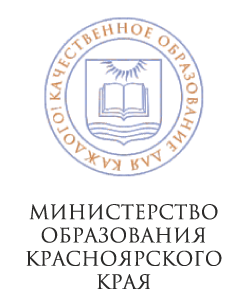 КАЧЕСТВЕННОЕ ОБРАЗОВАНИЕ ДЛЯ КАЖДОГО!
МИНИСТЕРСТВО
ОБРАЗОВАНИЯ
КРАСНОЯРСКОГО
КРАЯ